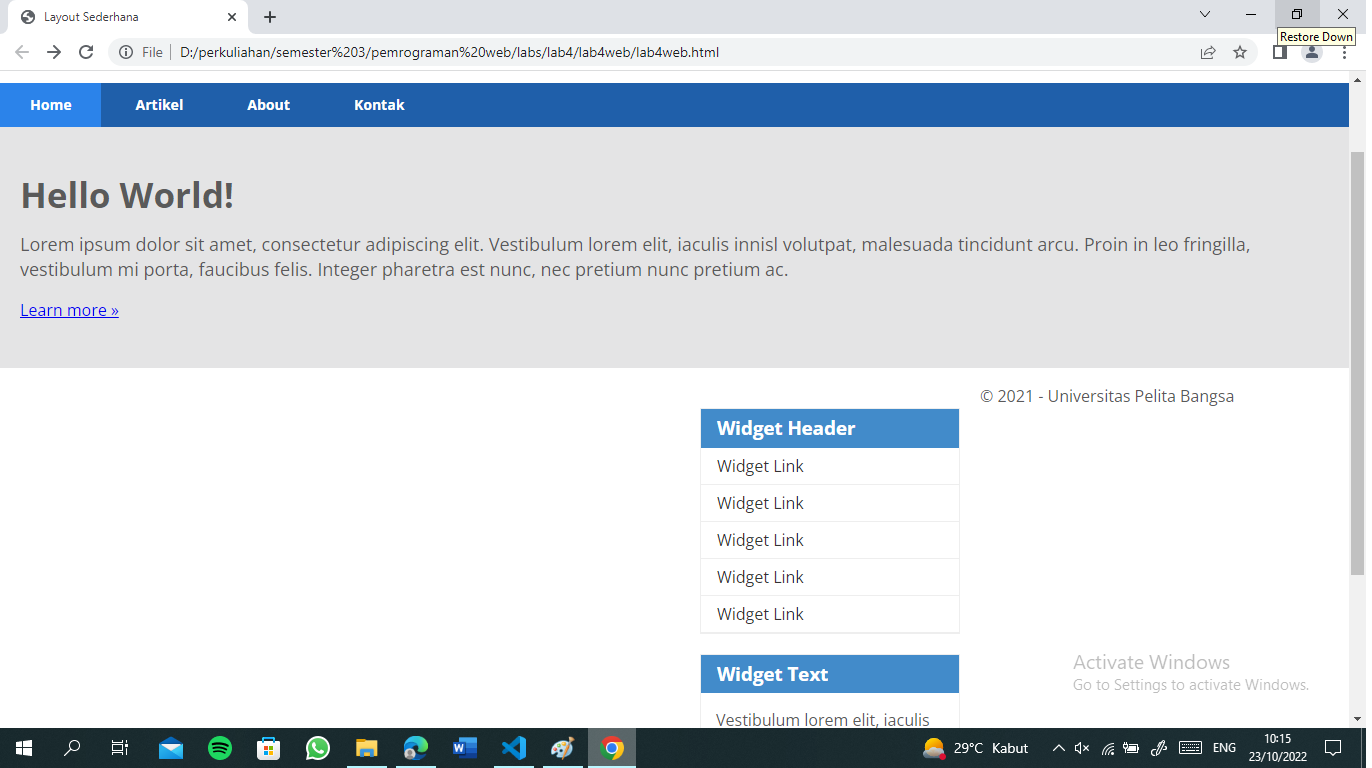 Layout Sederhana
File
D:/perkuliahan/semester%203/pemrograman%20web/labs/lab4/lab4web/lab4web.html
Restore Down
Home Artikel About Kontak
Hello World!
Lorem ipsum dolor sit amet, consectetur adipiscing elit. Vestibulum lorem elit, iaculis innisl volutpat, malesuada tincidunt arcu. Proin in leo fringilla,
vestibulum mi porta, faucibus felis. Integer pharetra est nunc, nec pretium nunc pretium ac.
Learn more »
© 2021 - Universitas Pelita Bangsa
Widget Header
Widget Link
Widget Link
Widget Link
Widget Link
Widget Link
Widget Text
Vestibulum lorem elit, iaculis
Activate Windows
Go to Settings to activate Windows.
29°C Kabut
ENG
10:15
23/10/2022